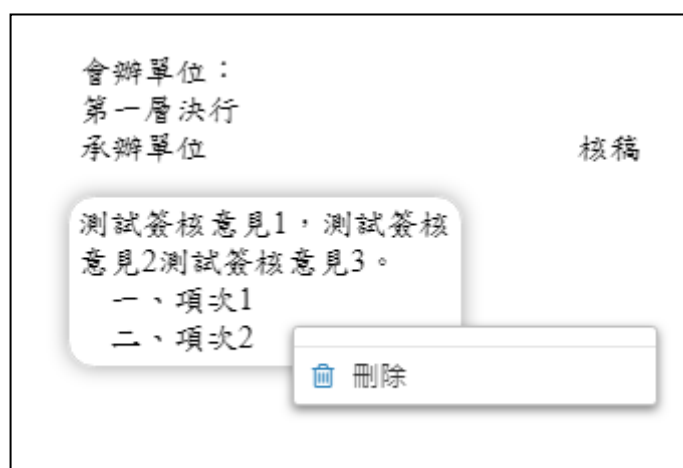 會辦單位：
第一層決行
承辦單位 核稿
測試簽核意見1，測試簽核
意見2測試簽核意見3。
一、項次1
二、項次2
刪除